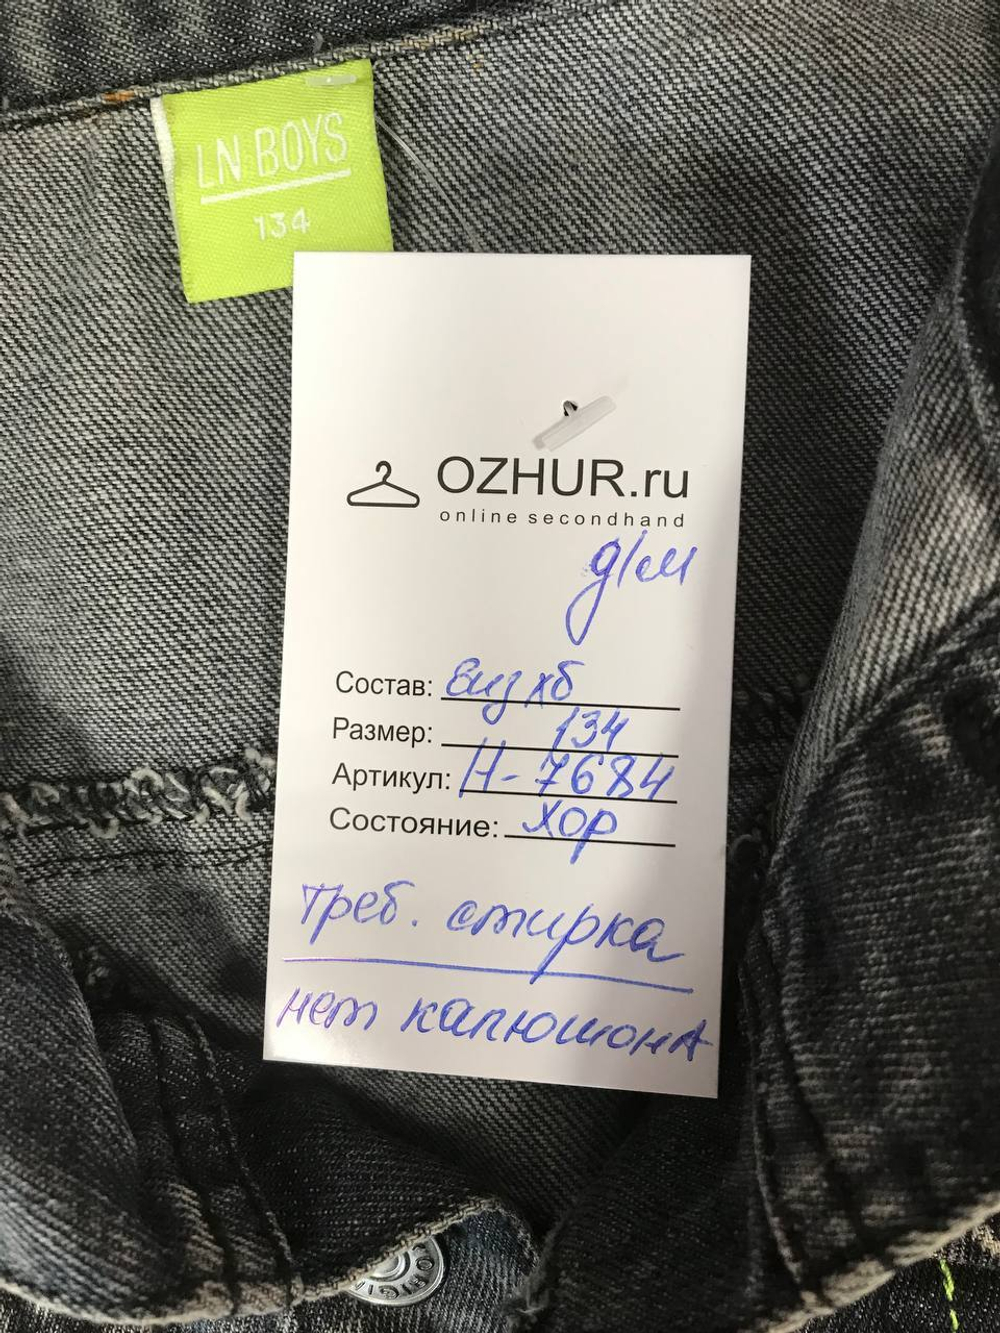 LN BOYS
134
OZHUR.ru
online secondhand
д/м
Состав: виз хб
Размер: 134
Артикул: Н-7684
Состояние: хор
треб. стирка
нет капюшона